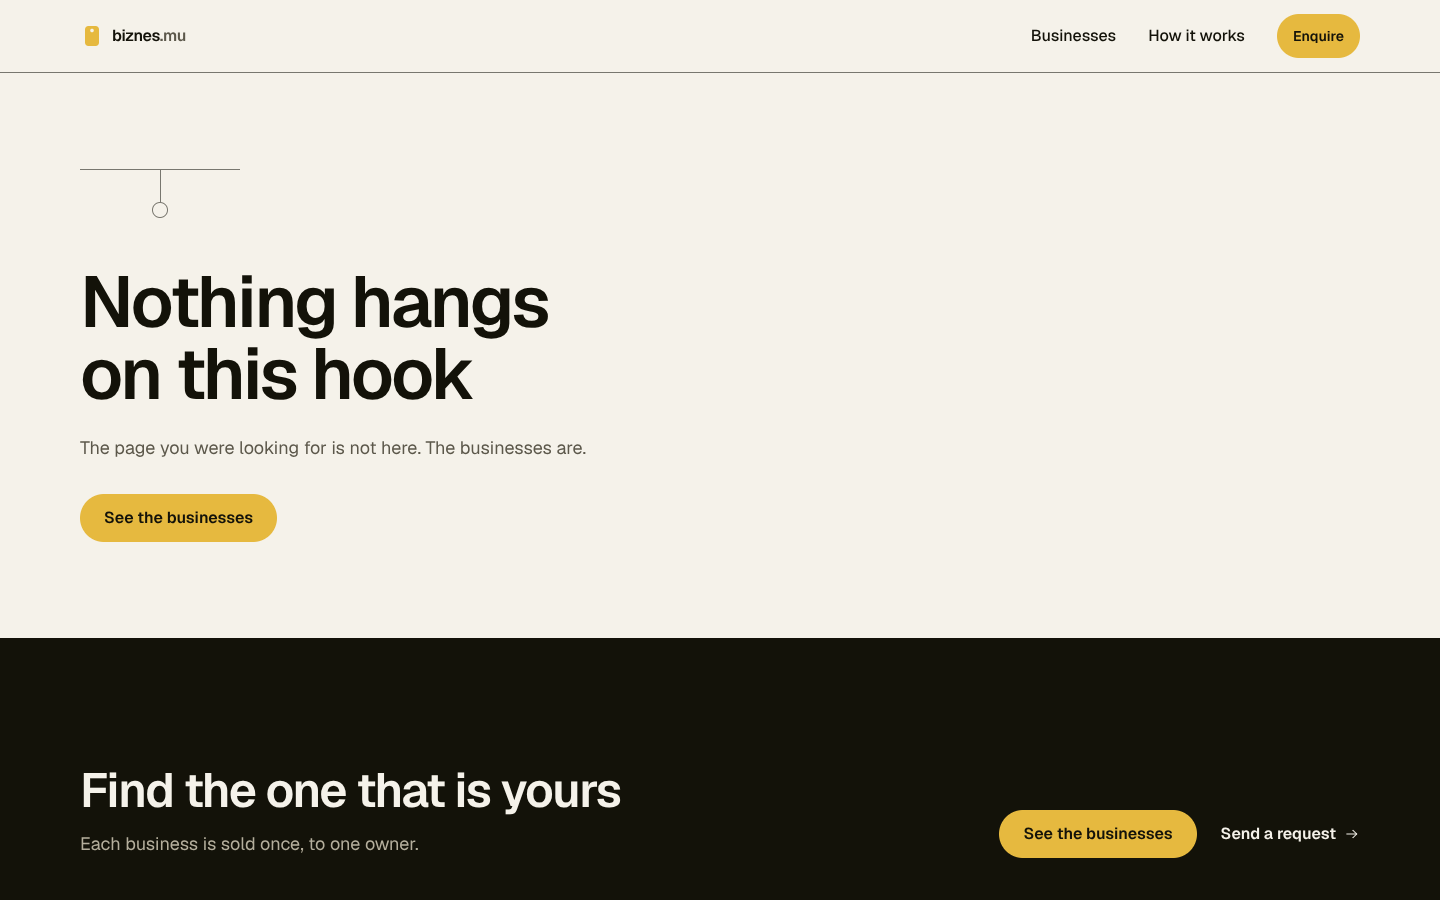 biznes.mu
Businesses
How it works
Enquire
Nothing hangs
on this hook
The page you were looking for is not here. The businesses are.
See the businesses
Find the one that is yours
Each business is sold once, to one owner.
See the businesses
Send a request →